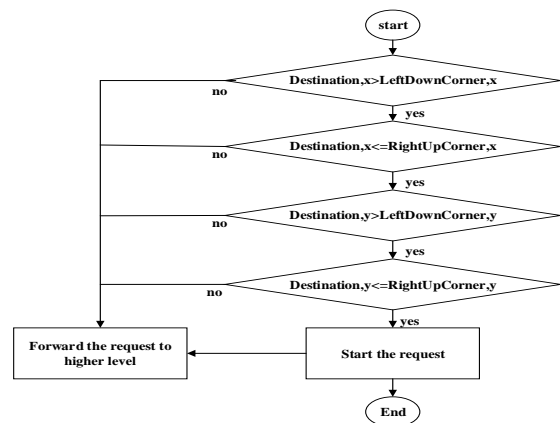 start
Destination,x>LeftDownCorner,x
no
yes
Destination,x<=RightUpCorner,x
no
yes
Destination,y>LeftDownCorner,y
no
yes
Destination,y<=RightUpCorner,y
no
yes
Forward the request to
higher level
Start the request
End